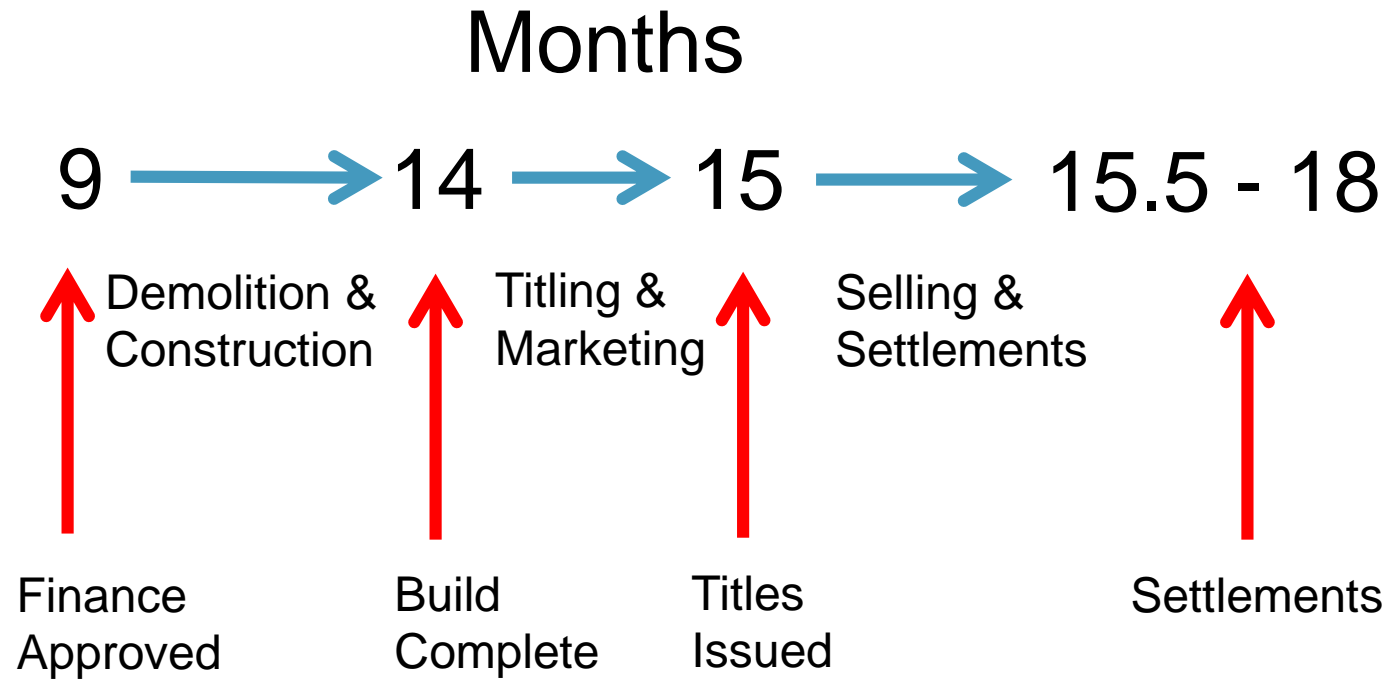 Months
9
14
15
15.5 - 18
Demolition &
Construction
Titling &
Marketing
Selling &
Settlements
Finance
Approved
Build
Complete
Titles
Issued
Settlements